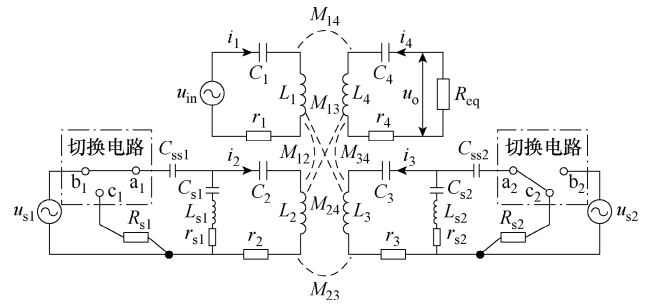 M₁₄
i₁ i₄
C₁ C₄
u_in L₁ L₄ u_o R_eq
M₁₃
r₁ r₄
M₁₂ M₃₄
切换电路 C_ss1 i₂ i₃ C_ss2 切换电路
b₁ a₁ C₂ C₃ a₂ b₂
c₁ C_s1 M₂₄ C_s2 c₂
u_s1 R_s1 L_s1 L₂ L₃ L_s2 R_s2 u_s2
r_s1 r₂ r₃ r_s2
M₂₃